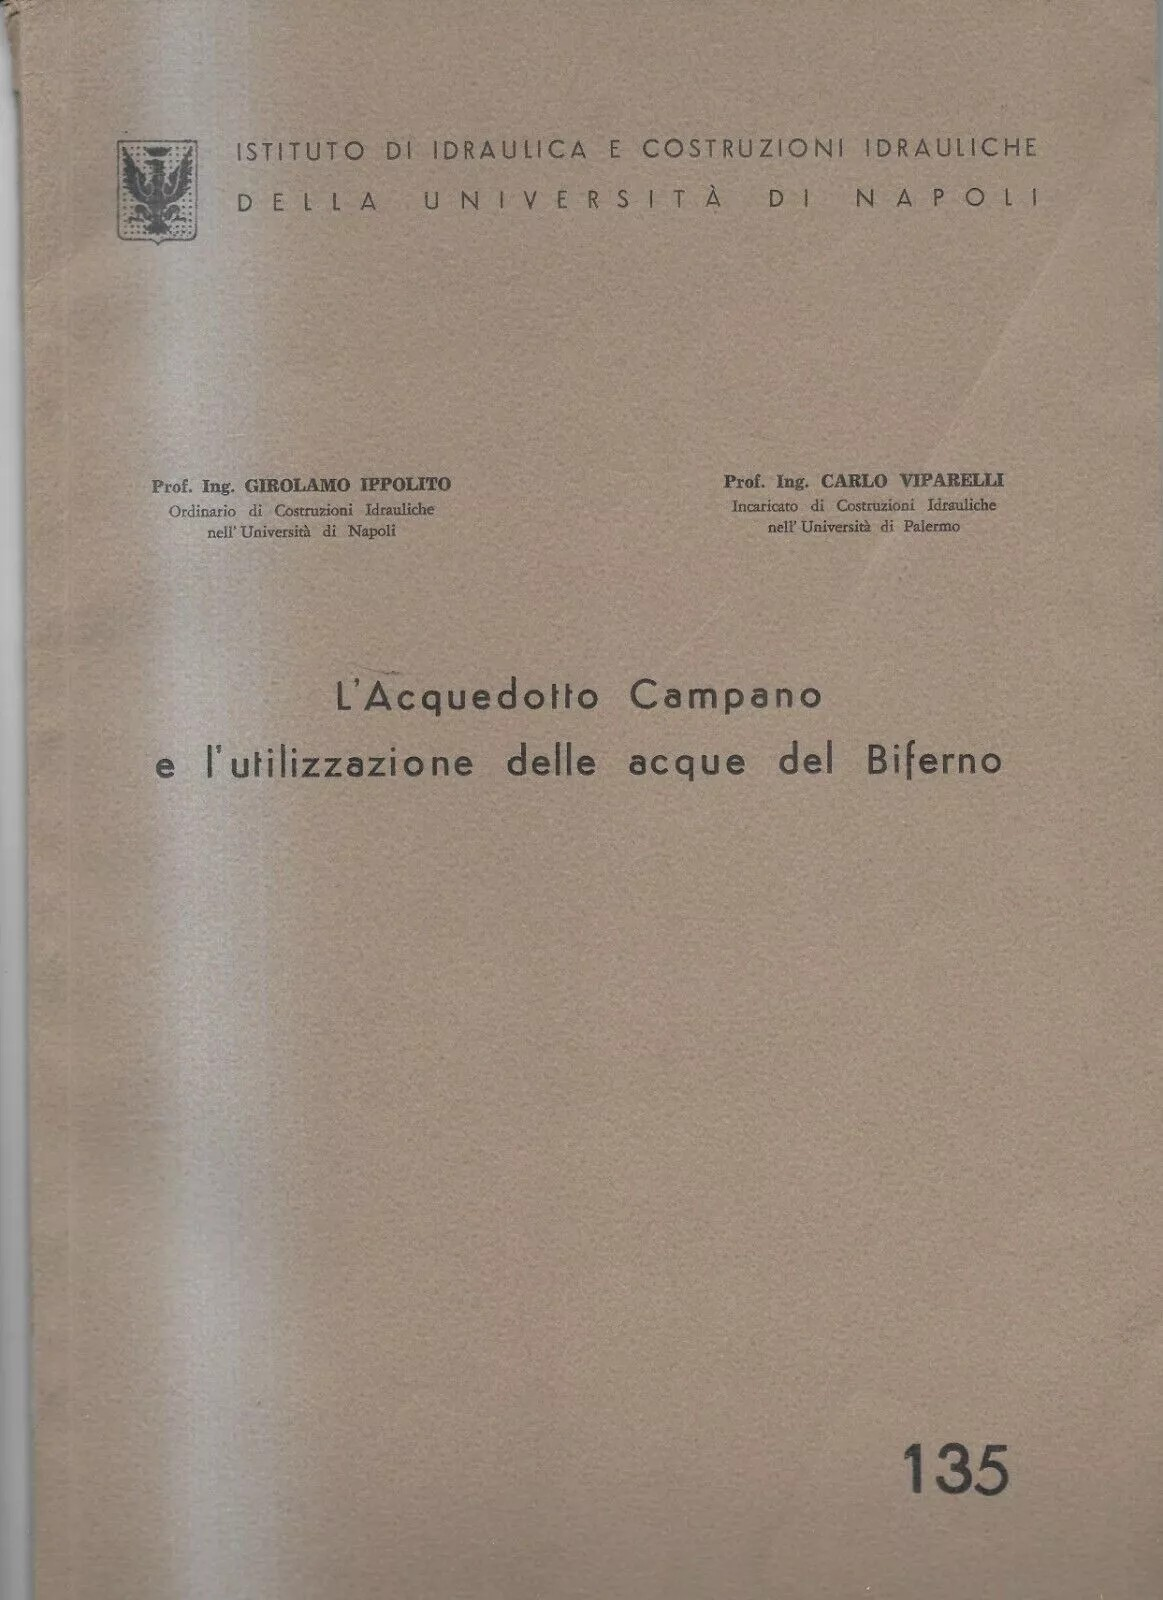 ISTITUTO DI IDRAULICA E COSTRUZIONI IDRAULICHE
DELLA UNIVERSITÀ DI NAPOLI
Prof. Ing. GIROLAMO IPPOLITO
Ordinario di Costruzioni Idrauliche
nell'Università di Napoli
Prof. Ing. CARLO VIPARELLI
Incaricato di Costruzioni Idrauliche
nell'Università di Palermo
L'Acquedotto Campano
e l'utilizzazione delle acque del Biferno
135